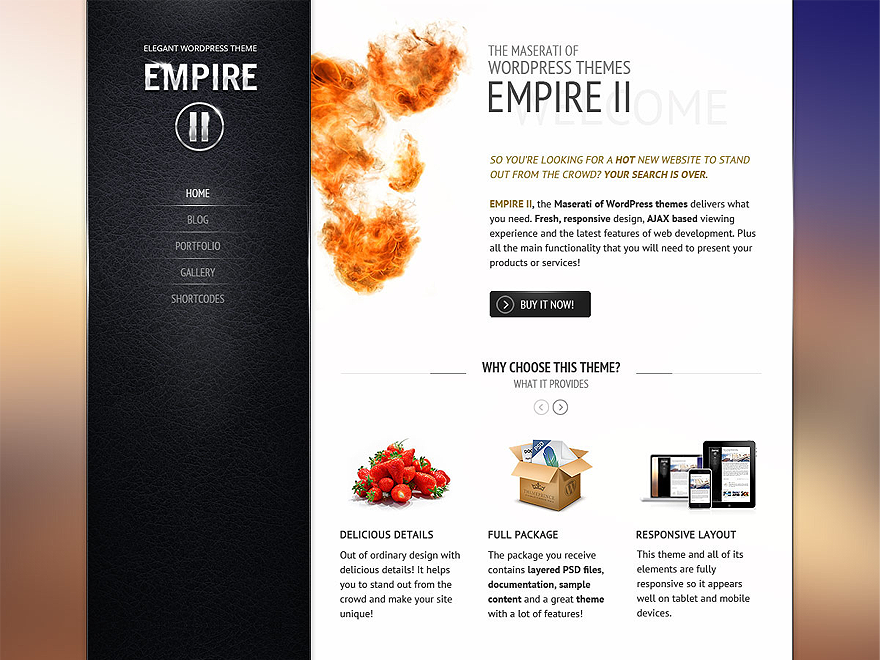 ELEGANT WORDPRESS THEME
EMPIRE
II
HOME
BLOG
PORTFOLIO
GALLERY
SHORTCODES
THE MASERATI OF
WORDPRESS THEMES
EMPIRE II
WELCOME
SO YOU'RE LOOKING FOR A HOT NEW WEBSITE TO STAND
OUT FROM THE CROWD? YOUR SEARCH IS OVER.
EMPIRE II, the Maserati of WordPress themes delivers what
you need. Fresh, responsive design, AJAX based viewing
experience and the latest features of web development. Plus
all the main functionality that you will need to present your
products or services!
BUY IT NOW!
WHY CHOOSE THIS THEME?
WHAT IT PROVIDES
DELICIOUS DETAILS
Out of ordinary design with
delicious details! It helps
you to stand out from the
crowd and make your site
unique!
PSD
FULL PACKAGE
The package you receive
contains layered PSD files,
documentation, sample
content and a great theme
with a lot of features!
RESPONSIVE LAYOUT
This theme and all of its
elements are fully
responsive so it appears
well on tablet and mobile
devices.